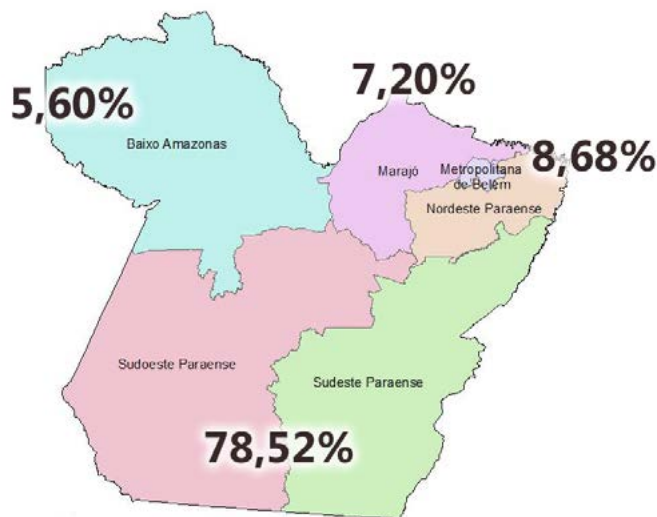 7,20%
5,60%
Baixo Amazonas
8,68%
Marajó
Metropolitana
de Belém
Nordeste Paraense
Sudoeste Paraense
Sudeste Paraense
78,52%